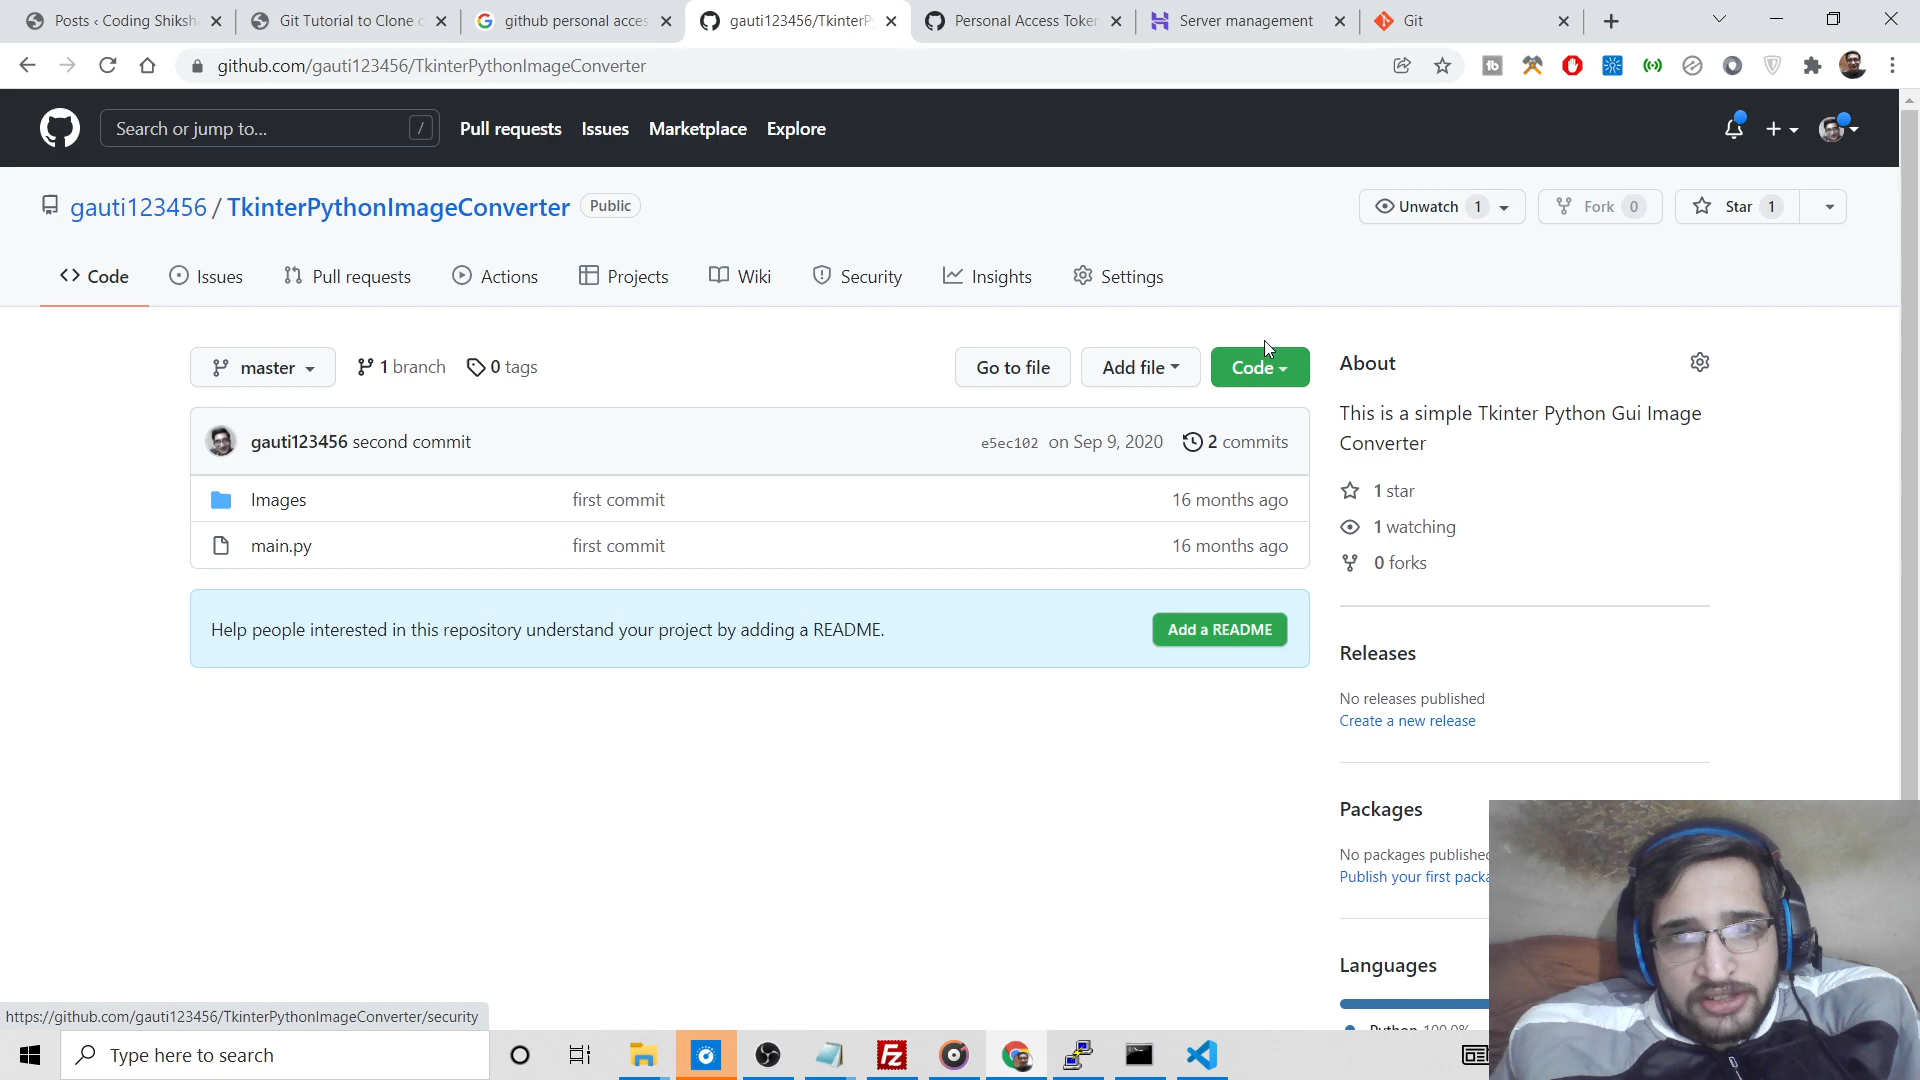 Posts ‹ Coding Shiksh
Git Tutorial to Clone
github personal acces
gauti123456/TkinterP
Personal Access Toke
Server management
Git
github.com/gauti123456/TkinterPythonImageConverter
Search or jump to...
/
Pull requests
Issues
Marketplace
Explore
gauti123456 / TkinterPythonImageConverter
Public
Unwatch 1
Fork 0
Star 1
Code
Issues
Pull requests
Actions
Projects
Wiki
Security
Insights
Settings
master
1 branch
0 tags
Go to file
Add file
Code
gauti123456 second commit
e5ec102 on Sep 9, 2020
2 commits
Images
first commit
16 months ago
main.py
first commit
16 months ago
Help people interested in this repository understand your project by adding a README.
Add a README
About
This is a simple Tkinter Python Gui Image
Converter
1 star
1 watching
0 forks
Releases
No releases published
Create a new release
Packages
No packages published
Publish your first packa
Languages
Python 100.0%
https://github.com/gauti123456/TkinterPythonImageConverter/security
Type here to search